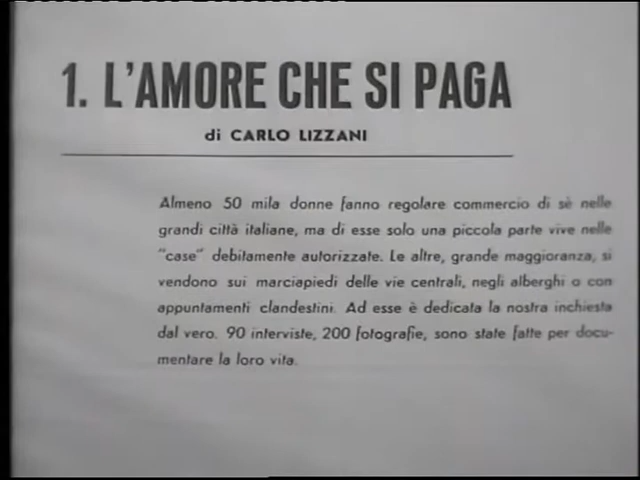 1. L'AMORE CHE SI PAGA
di CARLO LIZZANI
Almeno 50 mila donne fanno regolare commercio di sè nelle
grandi città italiane, ma di esse solo una piccola parte vive nelle
"case" debitamente autorizzate. Le altre, grande maggioranza, si
vendono sui marciapiedi delle vie centrali, negli alberghi o con
appuntamenti clandestini. Ad esse è dedicata la nostra inchiesta
dal vero. 90 interviste, 200 fotografie, sono state fatte per docu-
mentare la loro vita.